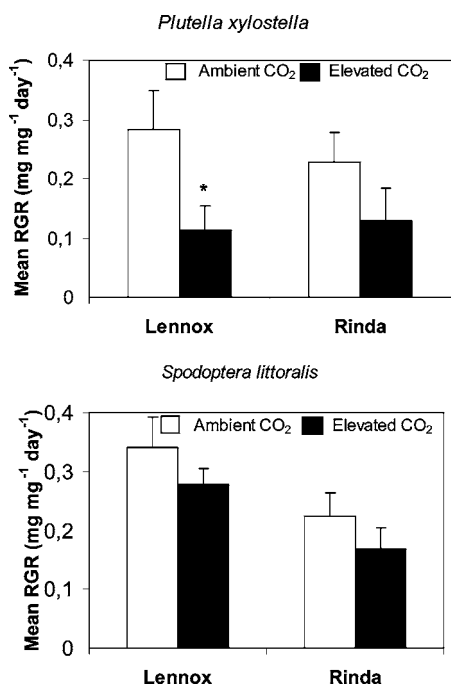 Plutella xylostella
0,4
Ambient CO₂ Elevated CO₂
0,3
0,2
*
0,1
0
Mean RGR (mg mg⁻¹ day⁻¹)
Lennox Rinda
Spodoptera littoralis
0,4
Ambient CO₂ Elevated CO₂
0,3
0,2
0,1
0
Mean RGR (mg mg⁻¹ day⁻¹)
Lennox Rinda